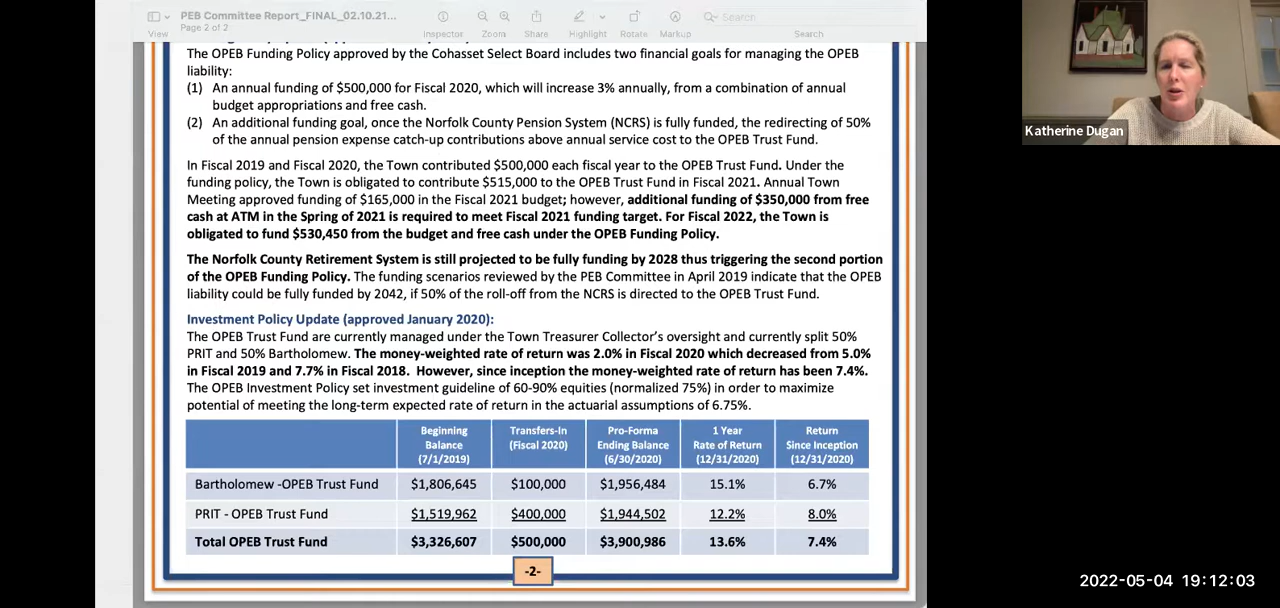 PEB Committee Report_FINAL_02.10.21...
Page 2 of 2
View
Inspector
Zoom
Share
Highlight
Rotate
Markup
Search
Search
The OPEB Funding Policy approved by the Cohasset Select Board includes two financial goals for managing the OPEB
liability:
(1) An annual funding of $500,000 for Fiscal 2020, which will increase 3% annually, from a combination of annual
budget appropriations and free cash.
(2) An additional funding goal, once the Norfolk County Pension System (NCRS) is fully funded, the redirecting of 50%
of the annual pension expense catch-up contributions above annual service cost to the OPEB Trust Fund.
In Fiscal 2019 and Fiscal 2020, the Town contributed $500,000 each fiscal year to the OPEB Trust Fund. Under the
funding policy, the Town is obligated to contribute $515,000 to the OPEB Trust Fund in Fiscal 2021. Annual Town
Meeting approved funding of $165,000 in the Fiscal 2021 budget; however, additional funding of $350,000 from free
cash at ATM in the Spring of 2021 is required to meet Fiscal 2021 funding target. For Fiscal 2022, the Town is
obligated to fund $530,450 from the budget and free cash under the OPEB Funding Policy.
The Norfolk County Retirement System is still projected to be fully funding by 2028 thus triggering the second portion
of the OPEB Funding Policy. The funding scenarios reviewed by the PEB Committee in April 2019 indicate that the OPEB
liability could be fully funded by 2042, if 50% of the roll-off from the NCRS is directed to the OPEB Trust Fund.
Investment Policy Update (approved January 2020):
The OPEB Trust Fund are currently managed under the Town Treasurer Collector's oversight and currently split 50%
PRIT and 50% Bartholomew. The money-weighted rate of return was 2.0% in Fiscal 2020 which decreased from 5.0%
in Fiscal 2019 and 7.7% in Fiscal 2018. However, since inception the money-weighted rate of return has been 7.4%.
The OPEB Investment Policy set investment guideline of 60-90% equities (normalized 75%) in order to maximize
potential of meeting the long-term expected rate of return in the actuarial assumptions of 6.75%.
Beginning Balance (7/1/2019) Transfers-In (Fiscal 2020) Pro-Forma Ending Balance (6/30/2020) 1 Year Rate of Return (12/31/2020) Return Since Inception (12/31/2020)
Bartholomew -OPEB Trust Fund $1,806,645 $100,000 $1,956,484 15.1% 6.7%
PRIT - OPEB Trust Fund $1,519,962 $400,000 $1,944,502 12.2% 8.0%
Total OPEB Trust Fund $3,326,607 $500,000 $3,900,986 13.6% 7.4%
-2-
Katherine Dugan
2022-05-04 19:12:03